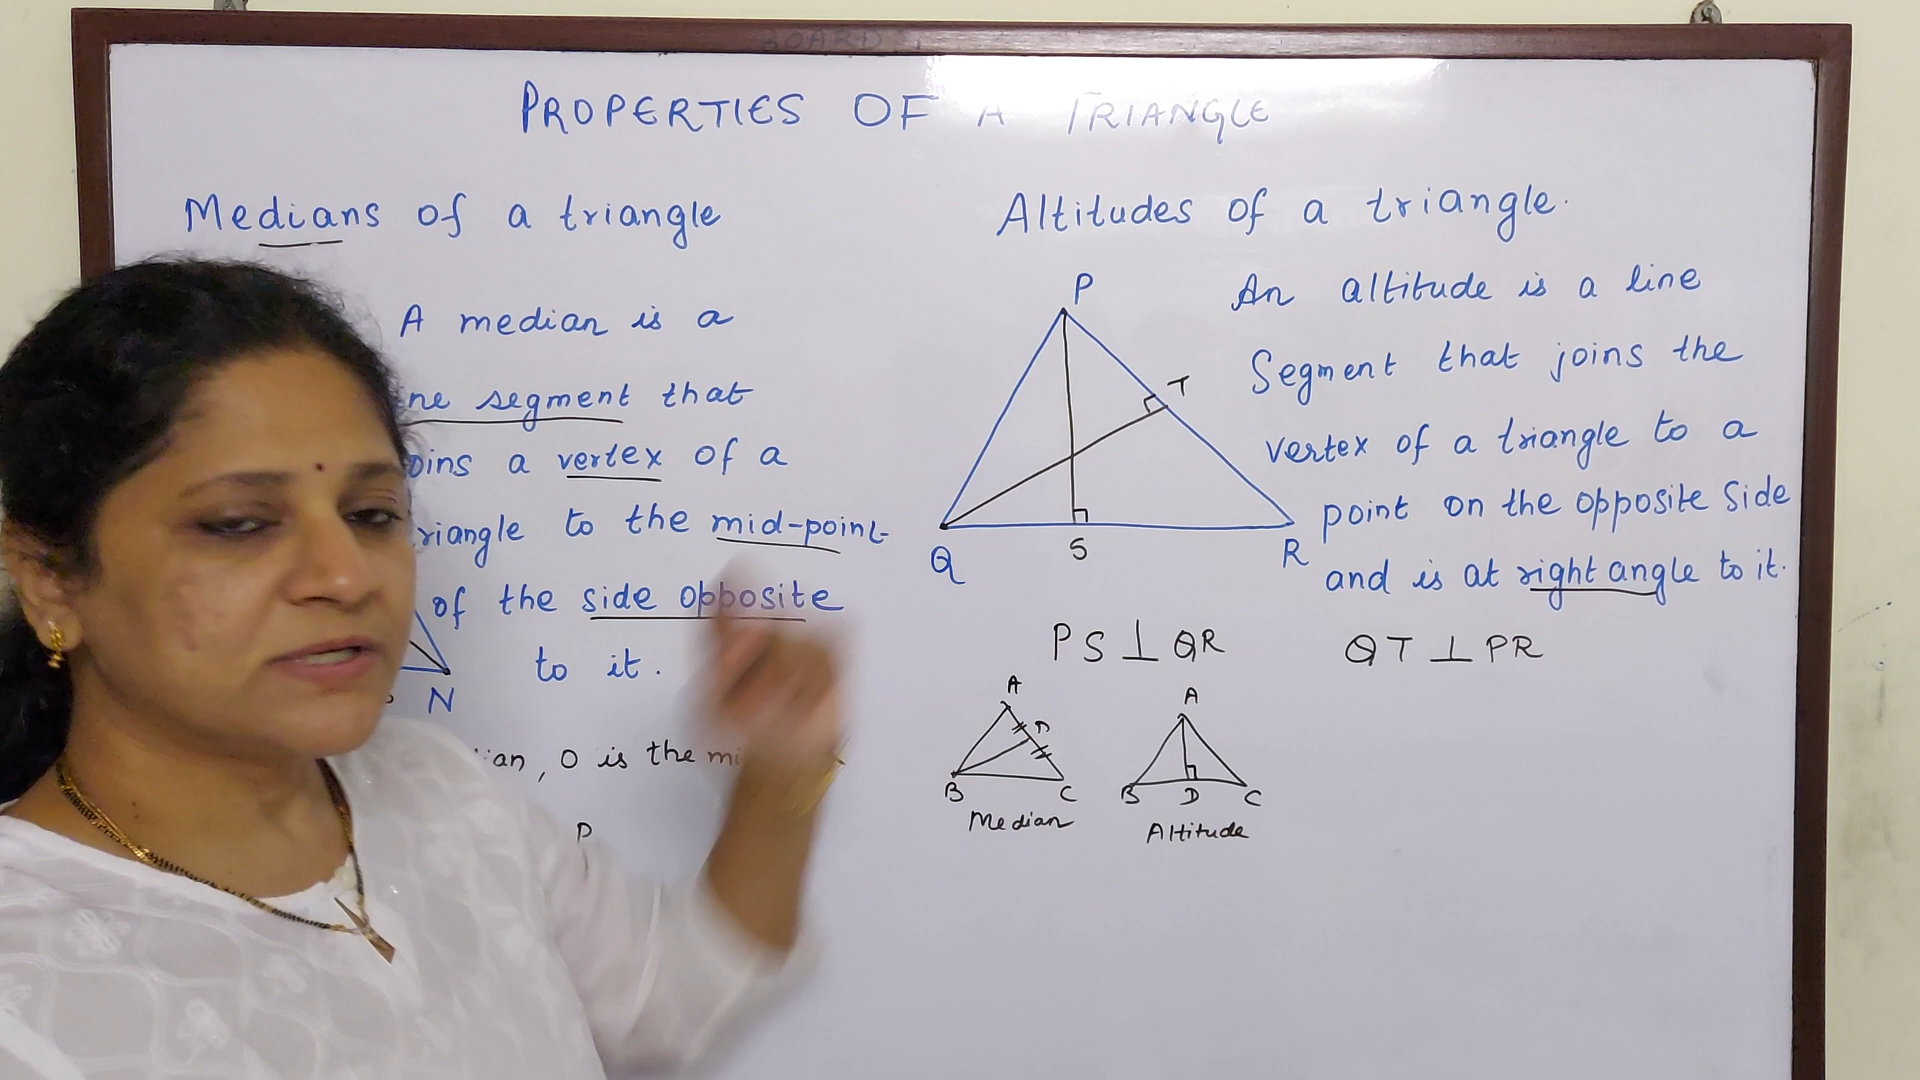 BOARD
PROPERTIES OF A TRIANGLE
Medians of a triangle
A median is a
segment that
a vertex of a
to the mid-point
of the side opposite
to it.
N
, O is the
P
Altitudes of a triangle.
P
T
Q
S
R
An altitude is a line
Segment that joins the
vertex of a triangle to a
point on the opposite side
and is at right angle to it.
PS ⊥ QR QT ⊥ PR
A
D
B C
Median
A
B D C
Altitude